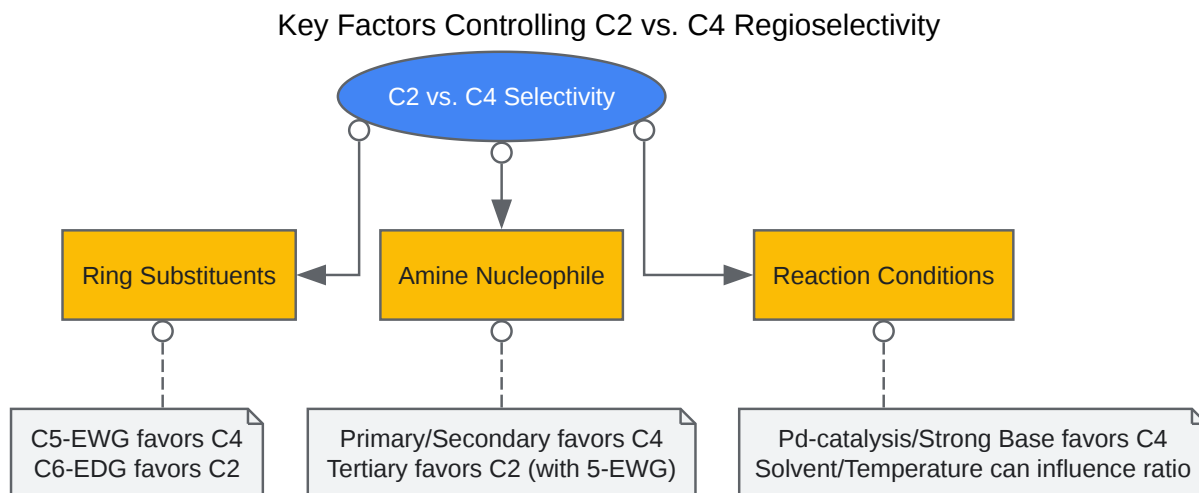 Key Factors Controlling C2 vs. C4 Regioselectivity
C2 vs. C4 Selectivity
Ring Substituents
Amine Nucleophile
Reaction Conditions
C5-EWG favors C4
C6-EDG favors C2
Primary/Secondary favors C4
Tertiary favors C2 (with 5-EWG)
Pd-catalysis/Strong Base favors C4
Solvent/Temperature can influence ratio